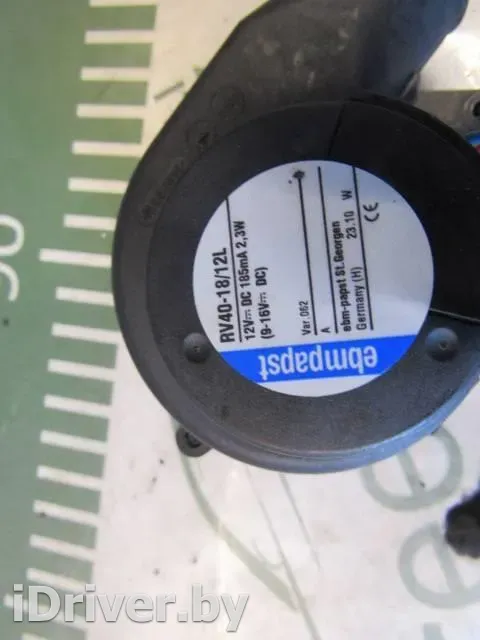 ebmpapst
RV40-18/12L
12V⎓ DC 185mA 2,3W
(9-16V⎓ DC)
Var.062
A
ebm-papst St.Georgen
Germany (H) 23.10 W
CE
iDriver.by